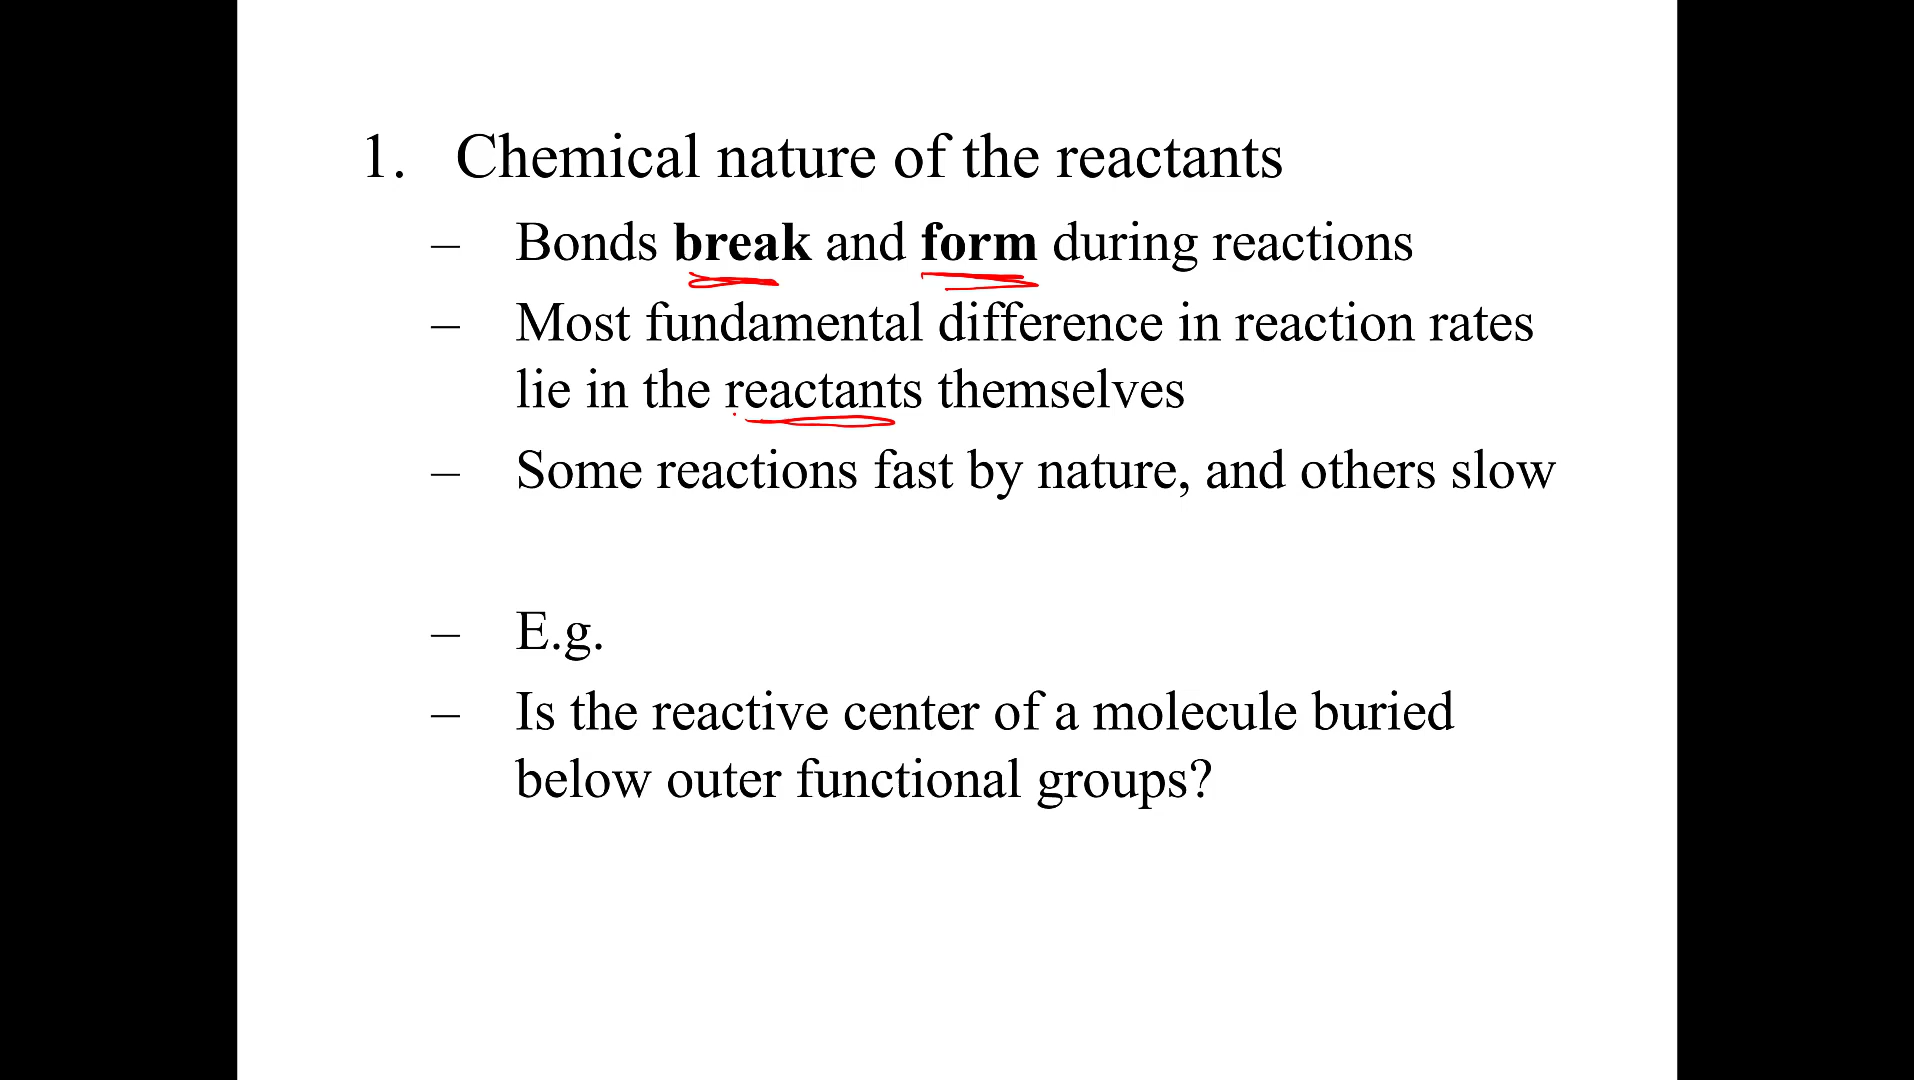 1. Chemical nature of the reactants
– Bonds break and form during reactions
– Most fundamental difference in reaction rates
lie in the reactants themselves
– Some reactions fast by nature, and others slow
– E.g.
– Is the reactive center of a molecule buried
below outer functional groups?